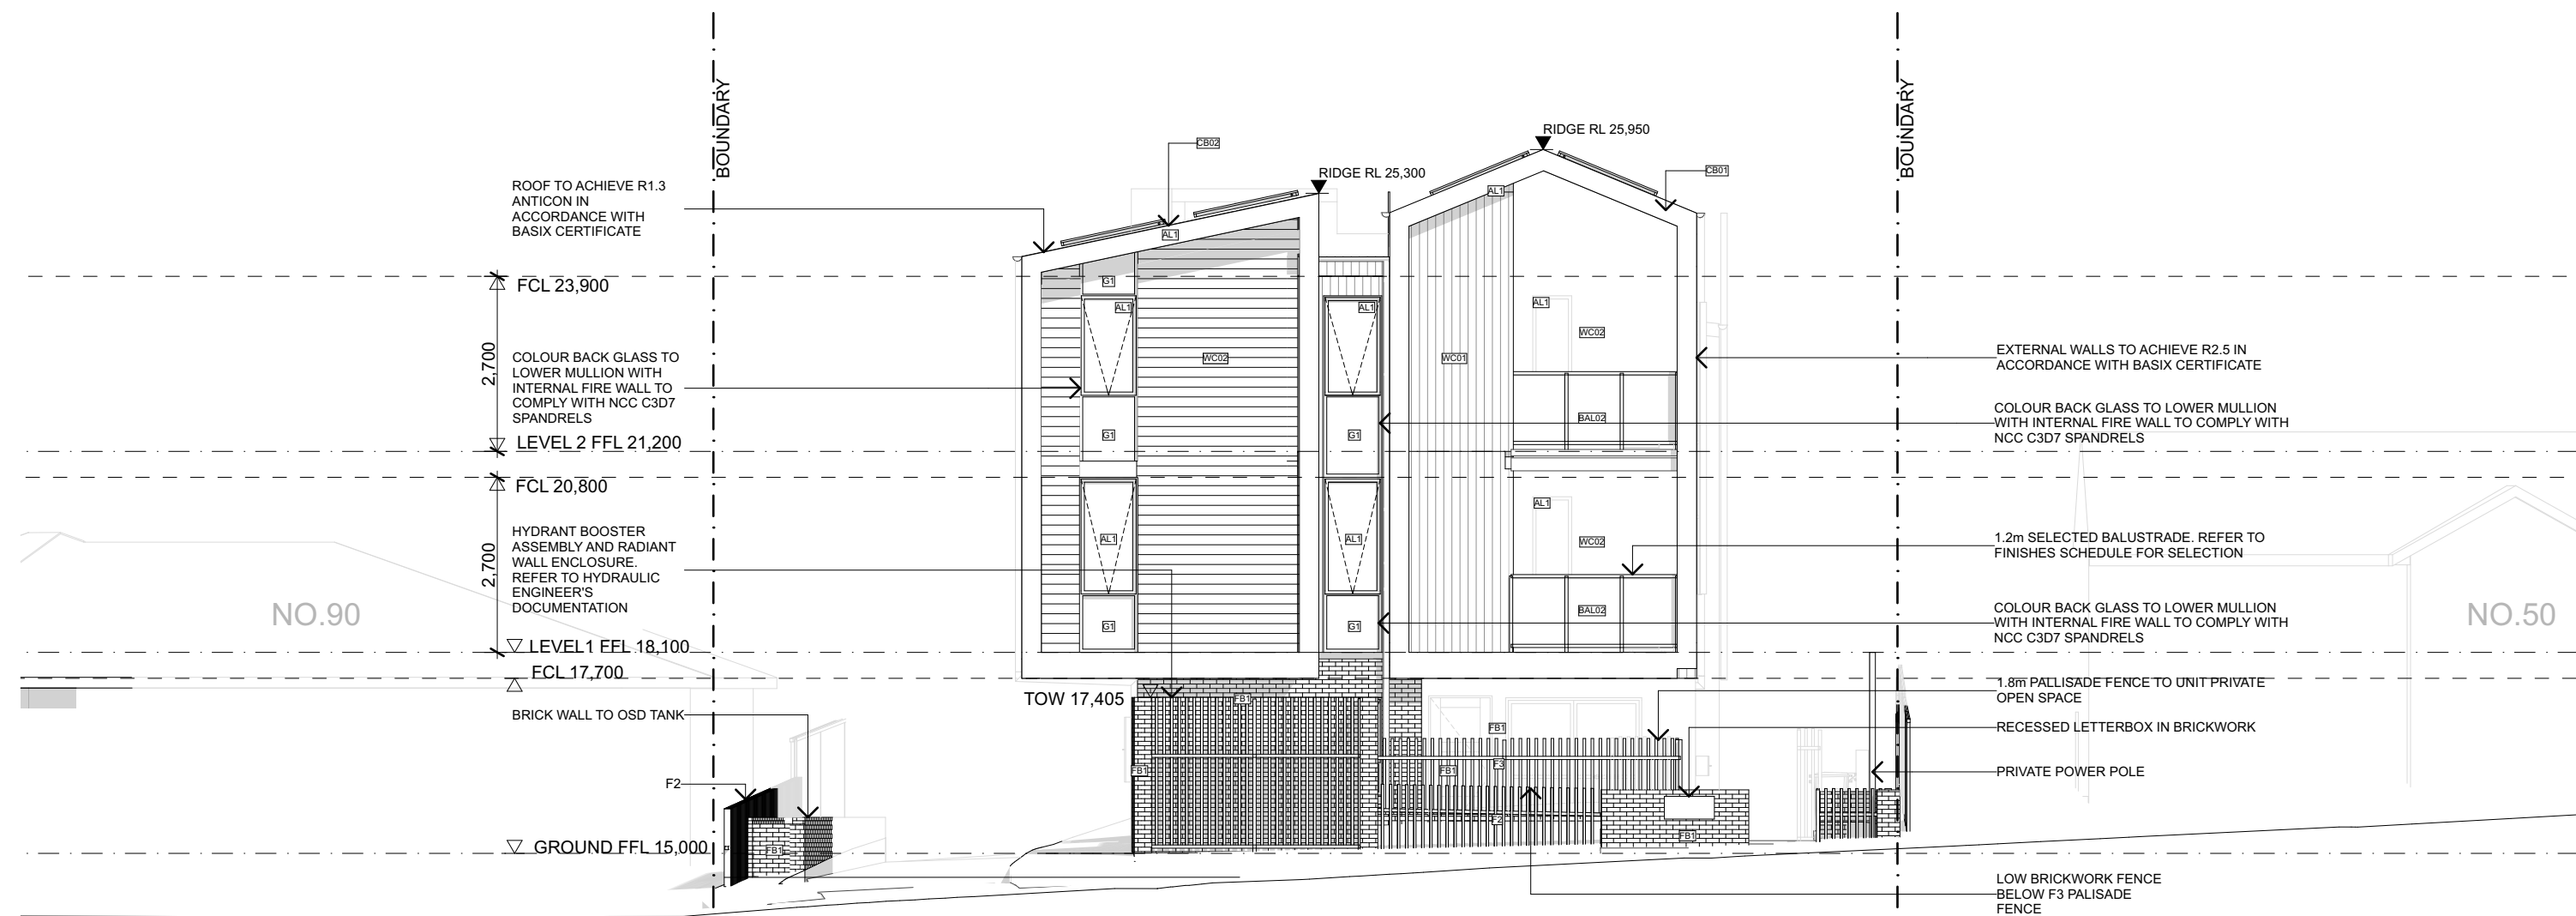 BOUNDARY
BOUNDARY
RIDGE RL 25,950
CB02
RIDGE RL 25,300
CB01
ROOF TO ACHIEVE R1.3
ANTICON IN
ACCORDANCE WITH
BASIX CERTIFICATE
AL1
AL1
FCL 23,900
G1
AL1
AL1
AL1
WC02
2,700
COLOUR BACK GLASS TO
LOWER MULLION WITH
INTERNAL FIRE WALL TO
COMPLY WITH NCC C3D7
SPANDRELS
WC02
WC01
EXTERNAL WALLS TO ACHIEVE R2.5 IN
ACCORDANCE WITH BASIX CERTIFICATE
COLOUR BACK GLASS TO LOWER MULLION
WITH INTERNAL FIRE WALL TO COMPLY WITH
NCC C3D7 SPANDRELS
BAL02
G1
G1
LEVEL 2 FFL 21,200
FCL 20,800
AL1
HYDRANT BOOSTER
ASSEMBLY AND RADIANT
WALL ENCLOSURE.
REFER TO HYDRAULIC
ENGINEER'S
DOCUMENTATION
2,700
AL1
AL1
WC02
1.2m SELECTED BALUSTRADE. REFER TO
FINISHES SCHEDULE FOR SELECTION
NO.90
G1
G1
BAL02
COLOUR BACK GLASS TO LOWER MULLION
WITH INTERNAL FIRE WALL TO COMPLY WITH
NCC C3D7 SPANDRELS
NO.50
LEVEL1 FFL 18,100
FCL 17,700
TOW 17,405
FB1
1.8m PALLISADE FENCE TO UNIT PRIVATE
OPEN SPACE
BRICK WALL TO OSD TANK
FB1
RECESSED LETTERBOX IN BRICKWORK
FB1
FB1
F3
PRIVATE POWER POLE
F2
F2
FB1
GROUND FFL 15,000
FB1
LOW BRICKWORK FENCE
BELOW F3 PALISADE
FENCE